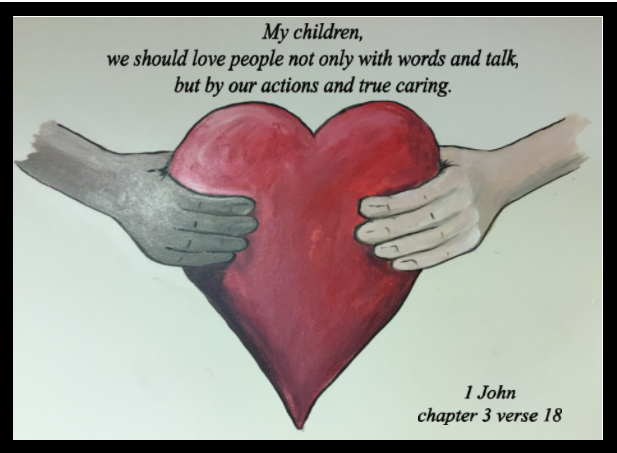 My children,
we should love people not only with words and talk,
but by our actions and true caring.
1 John
chapter 3 verse 18